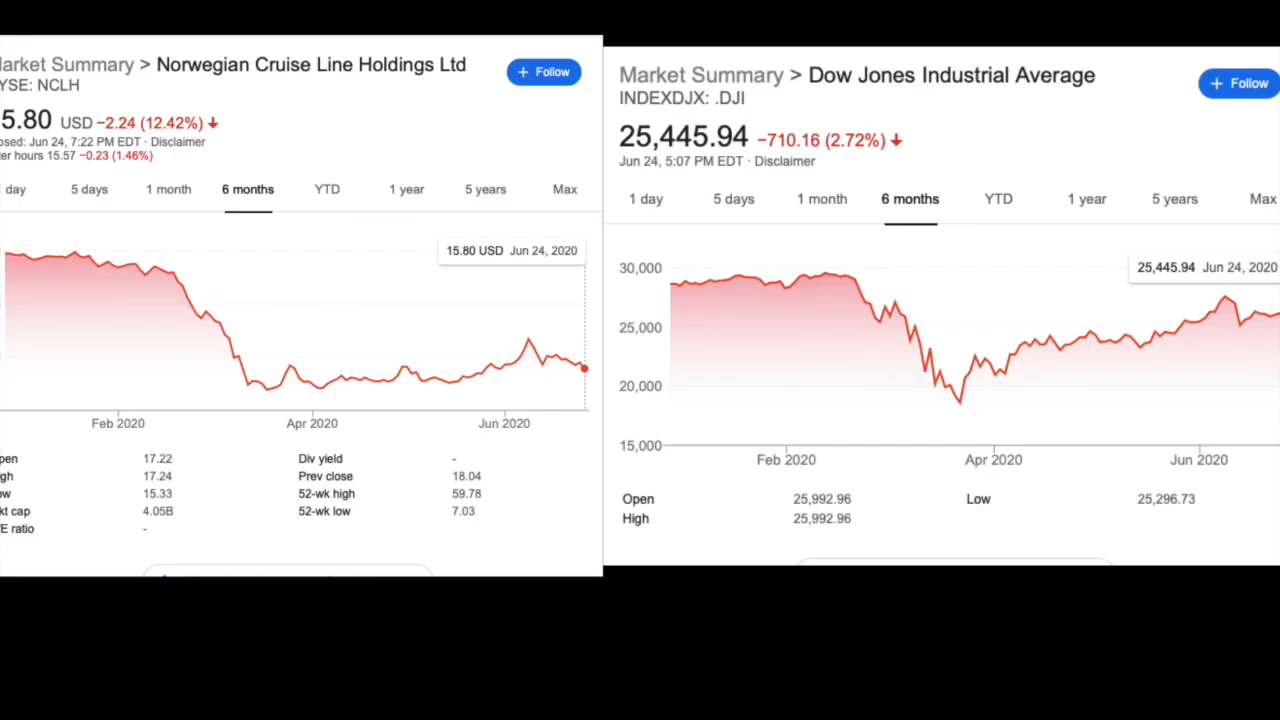 arket Summary > Norwegian Cruise Line Holdings Ltd
YSE: NCLH
+ Follow
5.80 USD −2.24 (12.42%) ↓
osed: Jun 24, 7:22 PM EDT · Disclaimer
ter hours 15.57 −0.23 (1.46%)
day 5 days 1 month 6 months YTD 1 year 5 years Max
15.80 USD Jun 24, 2020
Feb 2020 Apr 2020 Jun 2020
pen 17.22 Div yield -
gh 17.24 Prev close 18.04
ow 15.33 52-wk high 59.78
kt cap 4.05B 52-wk low 7.03
/E ratio -
Market Summary > Dow Jones Industrial Average
INDEXDJX: .DJI
+ Follow
25,445.94 −710.16 (2.72%) ↓
Jun 24, 5:07 PM EDT · Disclaimer
1 day 5 days 1 month 6 months YTD 1 year 5 years Max
25,445.94 Jun 24, 2020
30,000
25,000
20,000
15,000
Feb 2020 Apr 2020 Jun 2020
Open 25,992.96 Low 25,296.73
High 25,992.96